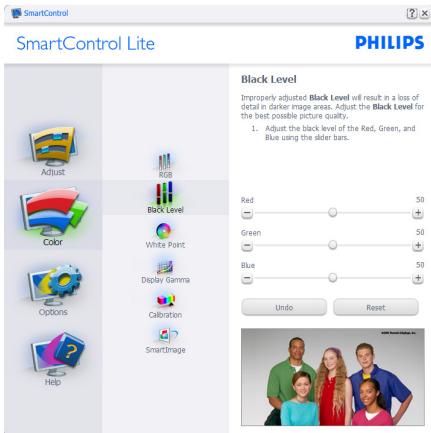 SmartControl
SmartControl Lite
PHILIPS
Adjust
Color
Options
Help
RGB
Black Level
White Point
Display Gamma
Calibration
SmartImage
Black Level
Improperly adjusted Black Level will result in a loss of
detail in darker image areas. Adjust the Black Level for
the best possible picture quality.
1. Adjust the black level of the Red, Green, and
Blue using the slider bars.
Red 50
Green 50
Blue 50
Undo Reset